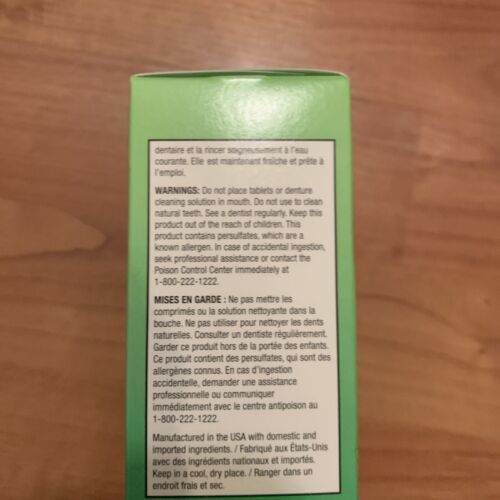 dentaire et la rincer soigneusement à l'eau
courante. Elle est maintenant fraîche et prête à
l'emploi.
WARNINGS: Do not place tablets or denture
cleaning solution in mouth. Do not use to clean
natural teeth. See a dentist regularly. Keep this
product out of the reach of children. This
product contains persulfates, which are a
known allergen. In case of accidental ingestion,
seek professional assistance or contact the
Poison Control Center immediately at
1-800-222-1222.
MISES EN GARDE : Ne pas mettre les
comprimés ou la solution nettoyante dans la
bouche. Ne pas utiliser pour nettoyer les dents
naturelles. Consulter un dentiste régulièrement.
Garder ce produit hors de la portée des enfants.
Ce produit contient des persulfates, qui sont des
allergènes connus. En cas d'ingestion
accidentelle, demander une assistance
professionnelle ou communiquer
immédiatement avec le centre antipoison au
1-800-222-1222.
Manufactured in the USA with domestic and
imported ingredients. / Fabriqué aux États-Unis
avec des ingrédients nationaux et importés.
Keep in a cool, dry place. / Ranger dans un
endroit frais et sec.